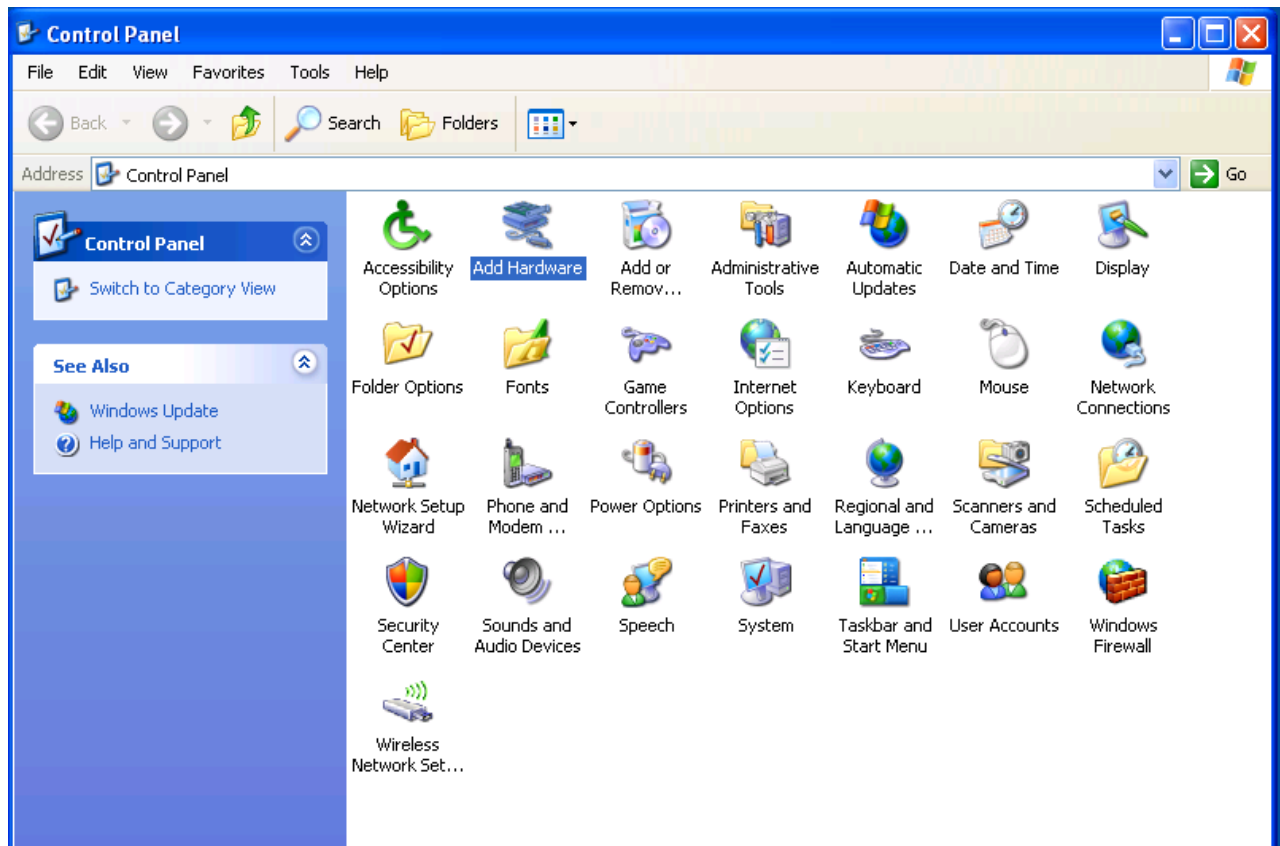 Control Panel
File Edit View Favorites Tools Help
Back Search Folders
Address Control Panel Go
Control Panel
Switch to Category View
See Also
Windows Update
Help and Support
Accessibility Options
Add Hardware
Add or Remov...
Administrative Tools
Automatic Updates
Date and Time
Display
Folder Options
Fonts
Game Controllers
Internet Options
Keyboard
Mouse
Network Connections
Network Setup Wizard
Phone and Modem ...
Power Options
Printers and Faxes
Regional and Language ...
Scanners and Cameras
Scheduled Tasks
Security Center
Sounds and Audio Devices
Speech
System
Taskbar and Start Menu
User Accounts
Windows Firewall
Wireless Network Set...